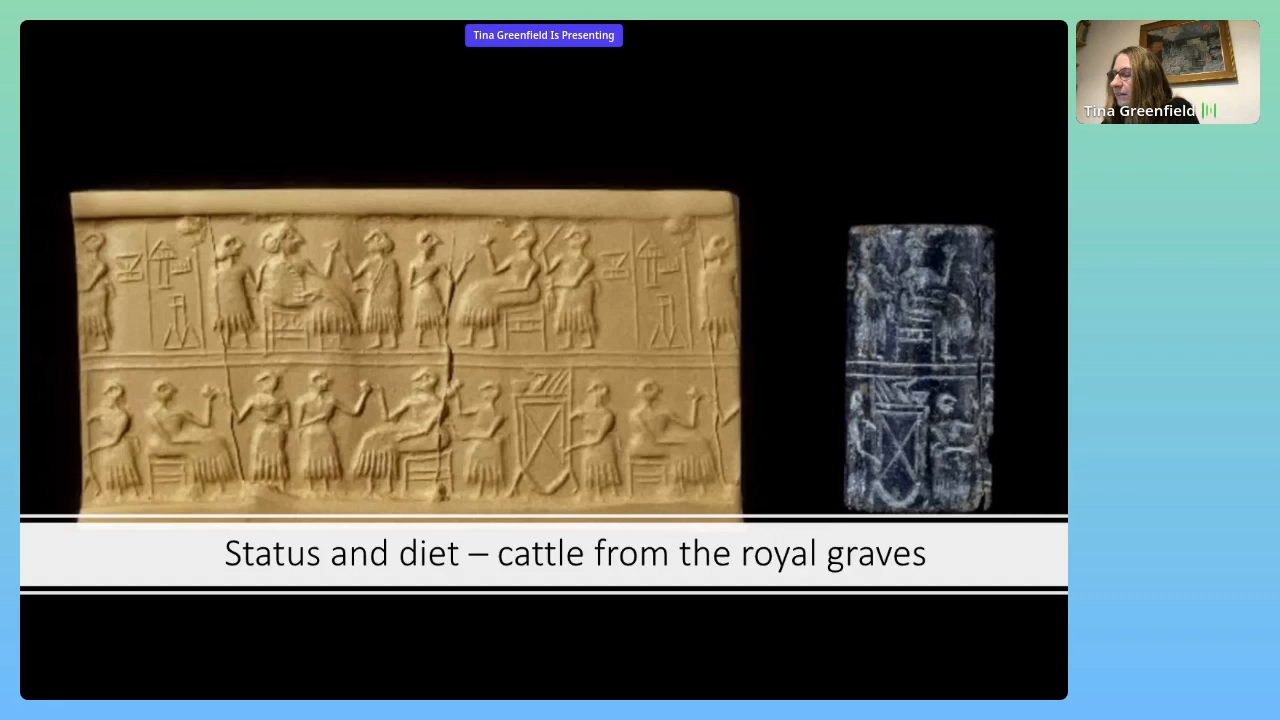 Tina Greenfield Is Presenting
Tina Greenfield
Status and diet – cattle from the royal graves